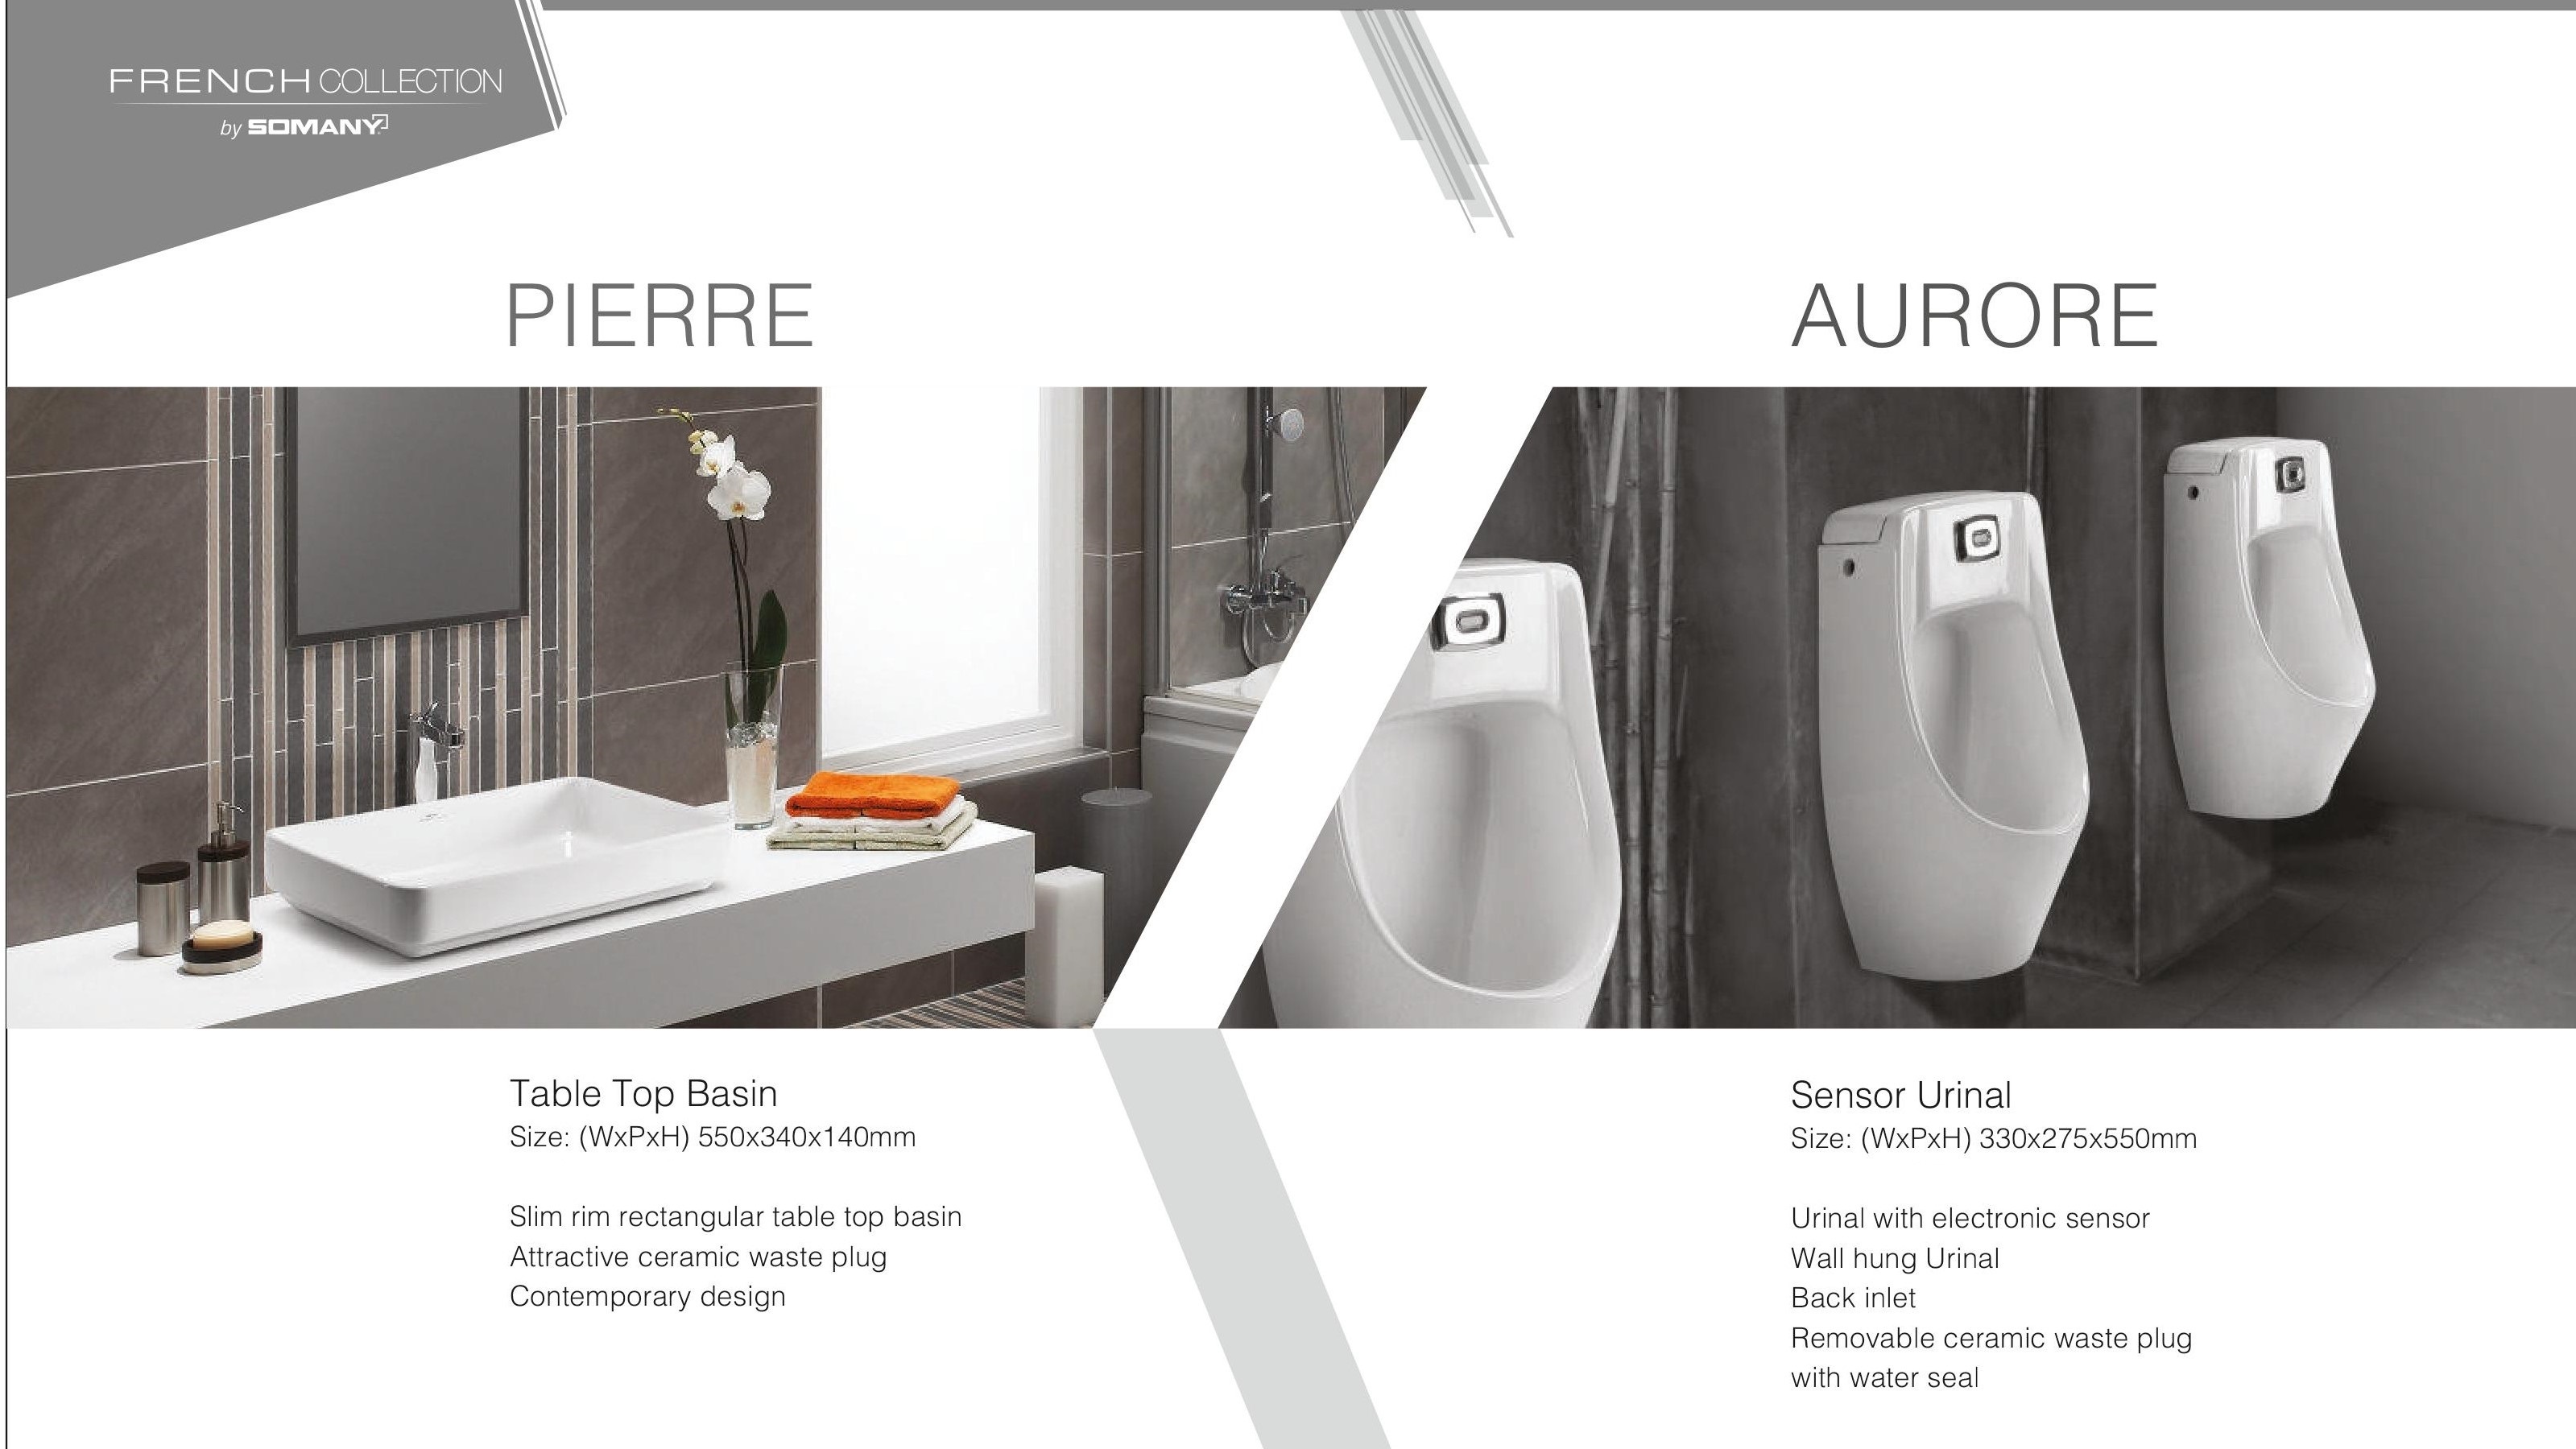 FRENCH COLLECTION
by SOMANY
PIERRE
AURORE
Table Top Basin
Size: (WxPxH) 550x340x140mm
Slim rim rectangular table top basin
Attractive ceramic waste plug
Contemporary design
Sensor Urinal
Size: (WxPxH) 330x275x550mm
Urinal with electronic sensor
Wall hung Urinal
Back inlet
Removable ceramic waste plug
with water seal